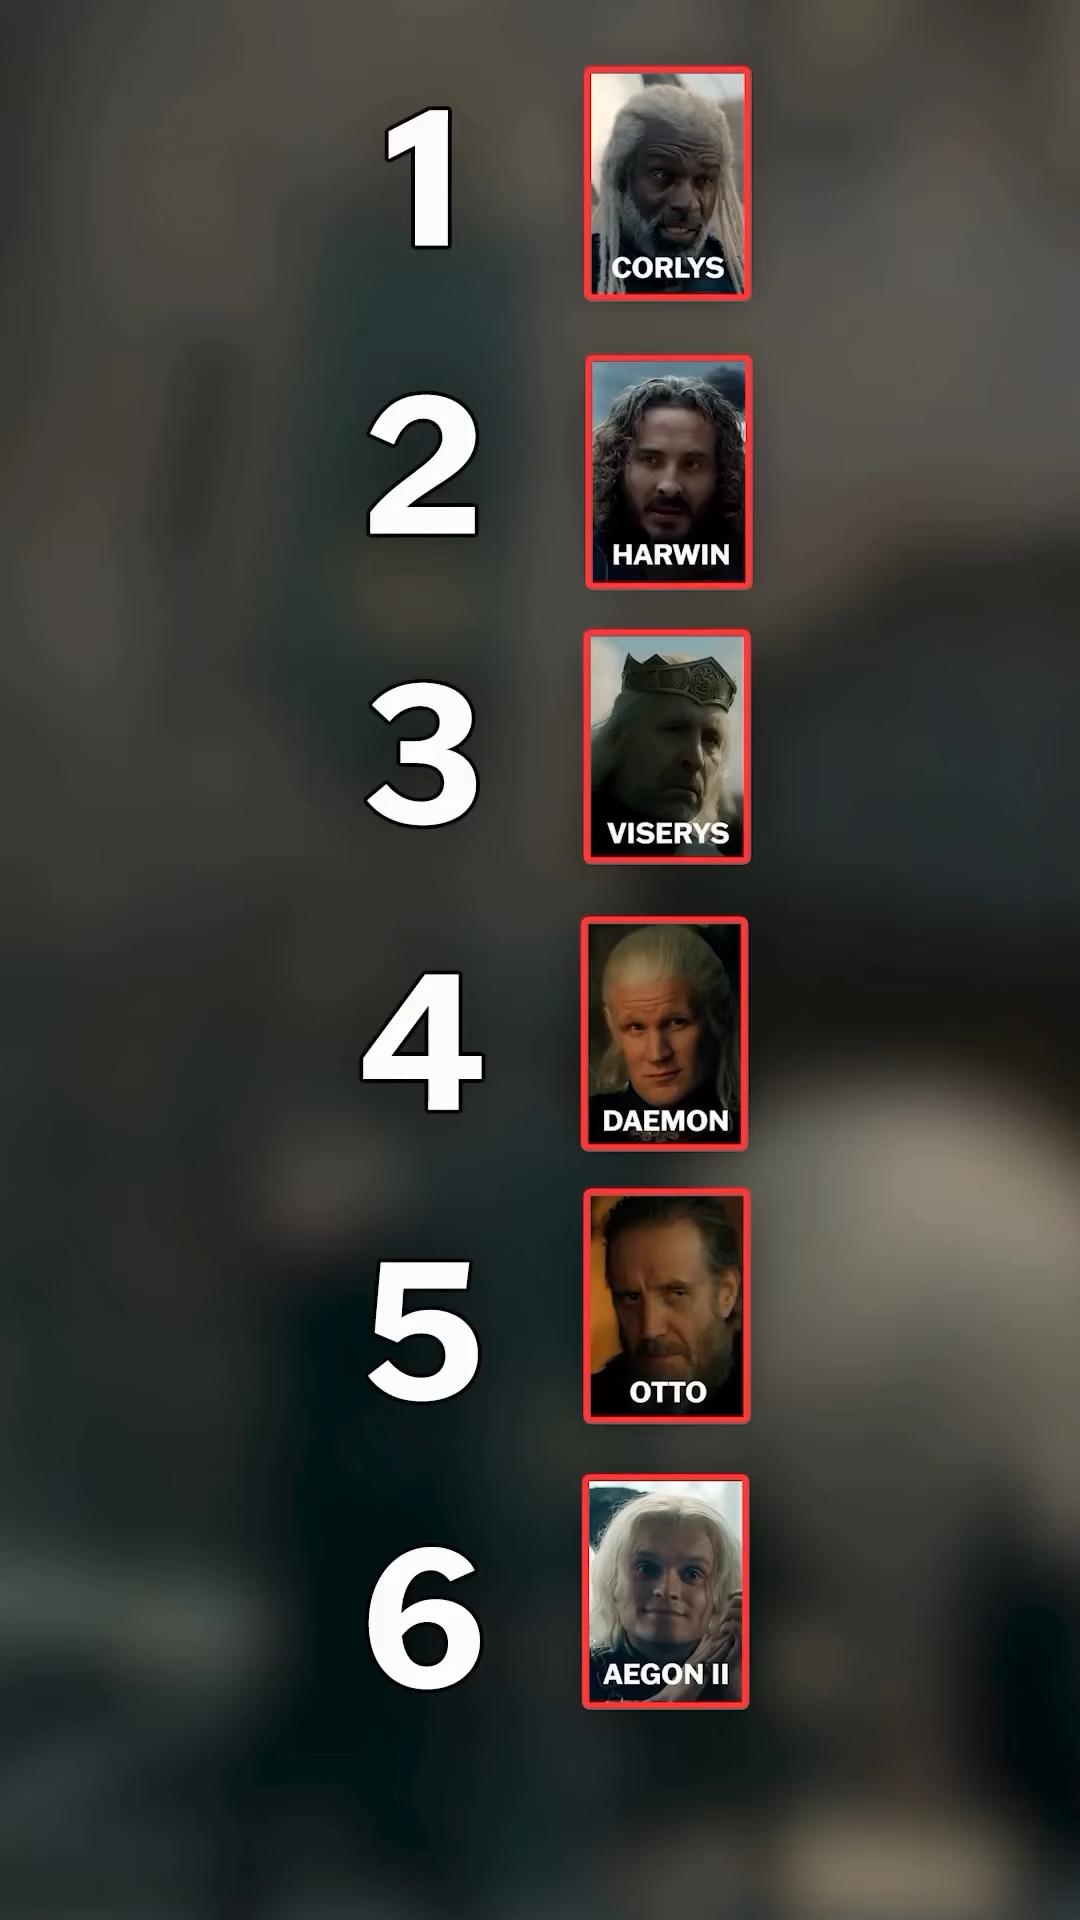 1
CORLYS
2
HARWIN
3
VISERYS
4
DAEMON
5
OTTO
6
AEGON II